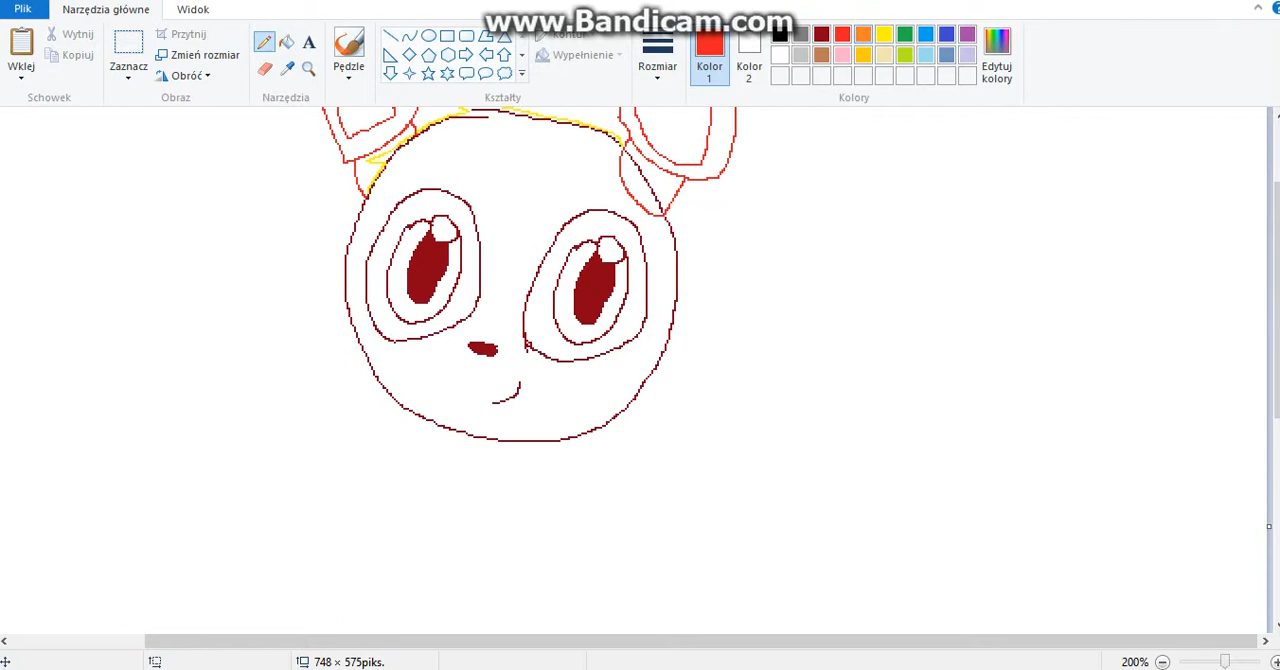 www.Bandicam.com
Plik Narzędzia główne Widok
Wklej
Wytnij
Kopiuj
Schowek
Zaznacz
Przytnij
Zmień rozmiar
Obróć
Obraz
A
Narzędzia
Pędzle
Kontur
Wypełnienie
Kształty
Rozmiar
Kolor
1
Kolor
2
Edytuj
kolory
Kolory
748 × 575piks.
200%